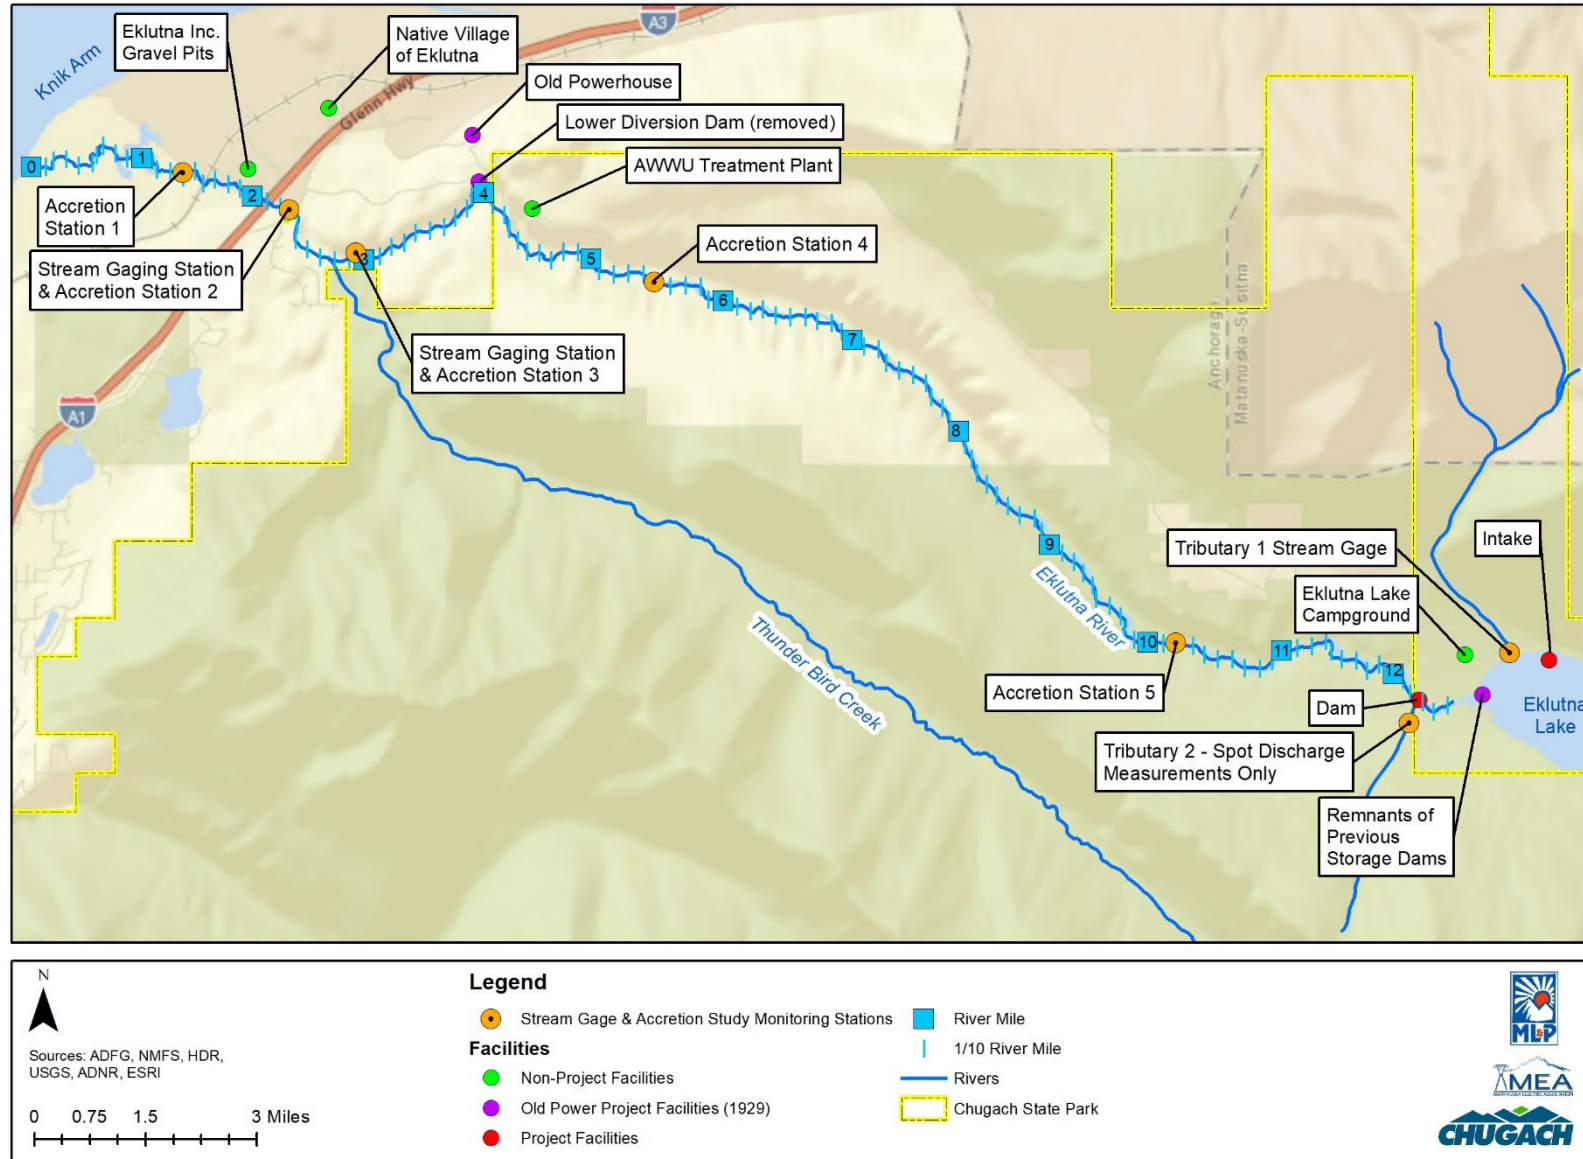 Knik Arm
Eklutna Inc.
Gravel Pits
Native Village
of Eklutna
A3
Glenn Hwy
Old Powerhouse
Lower Diversion Dam (removed)
AWWU Treatment Plant
0
1
2
3
4
5
6
7
8
9
10
11
12
Accretion
Station 1
Stream Gaging Station
& Accretion Station 2
Stream Gaging Station
& Accretion Station 3
Accretion Station 4
A1
Anchorage
Matanuska-Susitna
Tributary 1 Stream Gage
Intake
Eklutna Lake
Campground
Eklutna River
Thunder Bird Creek
Accretion Station 5
Dam
Eklutna
Lake
Tributary 2 - Spot Discharge
Measurements Only
Remnants of
Previous
Storage Dams
N
Sources: ADFG, NMFS, HDR,
USGS, ADNR, ESRI
0 0.75 1.5 3 Miles
Legend
Stream Gage & Accretion Study Monitoring Stations
Facilities
Non-Project Facilities
Old Power Project Facilities (1929)
Project Facilities
River Mile
1/10 River Mile
Rivers
Chugach State Park
ML&P
MEA
CHUGACH